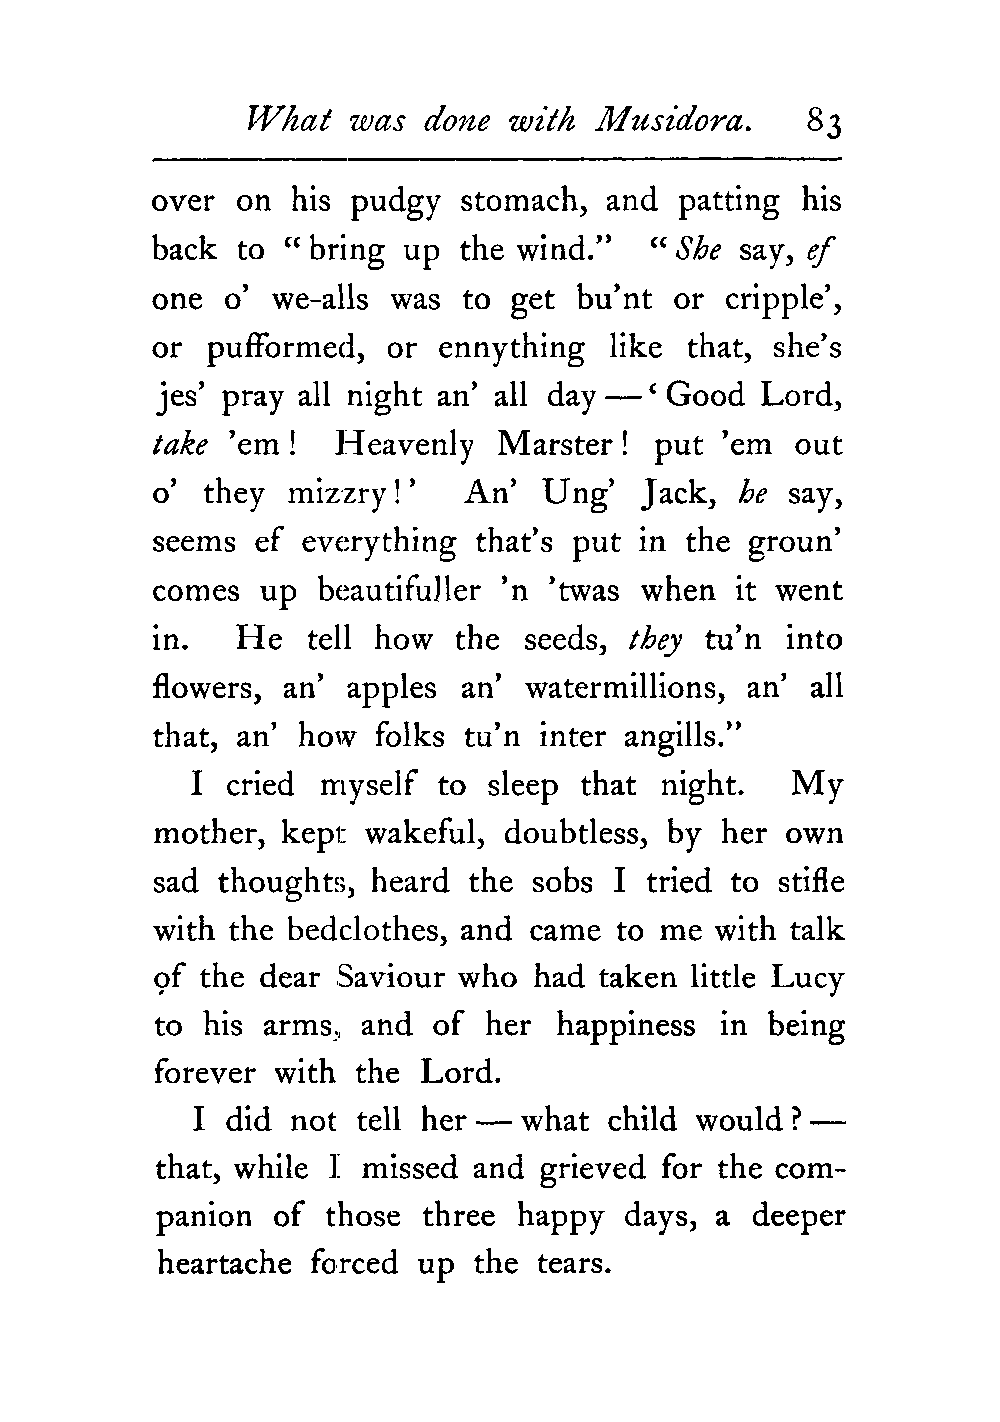 What was done with Musidora. 83
over on his pudgy stomach, and patting his
back to “bring up the wind.” “She say, ef
one o’ we-alls was to get bu’nt or cripple’,
or pufformed, or ennything like that, she’s
jes’ pray all night an’ all day — ‘Good Lord,
take ’em! Heavenly Marster! put ’em out
o’ they mizzry!’ An’ Ung’ Jack, he say,
seems ef everything that’s put in the groun’
comes up beautifuller ’n ’twas when it went
in. He tell how the seeds, they tu’n into
flowers, an’ apples an’ watermillions, an’ all
that, an’ how folks tu’n inter angills.”
I cried myself to sleep that night. My
mother, kept wakeful, doubtless, by her own
sad thoughts, heard the sobs I tried to stifle
with the bedclothes, and came to me with talk
of the dear Saviour who had taken little Lucy
to his arms, and of her happiness in being
forever with the Lord.
I did not tell her — what child would? —
that, while I missed and grieved for the com-
panion of those three happy days, a deeper
heartache forced up the tears.